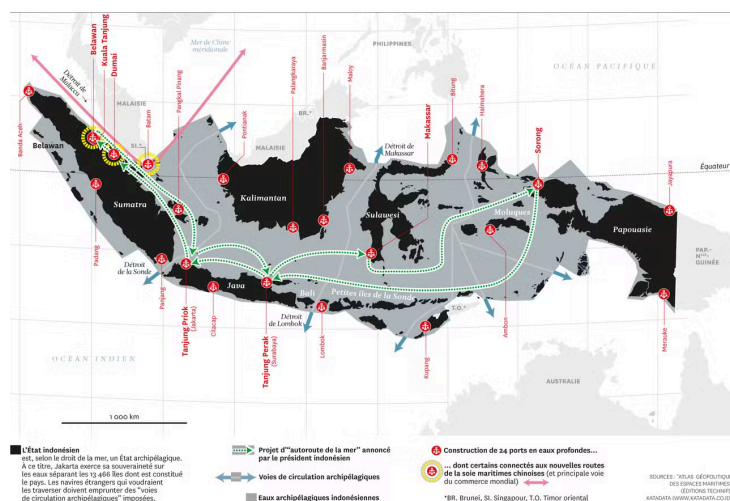 Belawan
Kuala Tanjung
Dumai
Mer de Chine
méridionale
PHILIPPINES
OCÉAN PACIFIQUE
Détroit de
Malacca
MALAISIE
SI.*
Batam
Pangkal Pinang
Pontianak
MALAISIE
BR.*
Palangkaraya
Banjarmasin
Maloy
Détroit de
Makassar
Makassar
Bitung
Halmahera
Sorong
Équateur
Jayapura
Banda Aceh
Belawan
Sumatra
Kalimantan
Sulawesi
Moluques
Papouasie
PAP.-
Nlle-
GUINÉE
Padang
Détroit
de la Sonde
Panjang
Tanjung Priok
(Jakarta)
Java
Cilacap
Tanjung Perak
(Surabaya)
Bali
Petites îles de la Sonde
Détroit
de Lombok
Lombok
T.O.*
Kupang
Ambon
Merauke
OCÉAN INDIEN
AUSTRALIE
1 000 km
L'État indonésien
est, selon le droit de la mer, un État archipélagique.
À ce titre, Jakarta exerce sa souveraineté sur
les eaux séparant les 13 466 îles dont est constitué
le pays. Les navires étrangers qui voudraient
les traverser doivent emprunter des "voies
de circulation archipélagiques" imposées.
Projet d'"autoroute de la mer" annoncé
par le président indonésien
Voies de circulation archipélagiques
Eaux archipélagiques indonésiennes
Construction de 24 ports en eaux profondes...
... dont certains connectés aux nouvelles routes
de la soie maritimes chinoises (et principale voie
du commerce mondial)
*BR. Brunei, SI. Singapour, T.O. Timor oriental
SOURCES : "ATLAS GÉOPOLITIQUE
DES ESPACES MARITIMES"
(ÉDITIONS TECHNIP)
KATADATA (WWW.KATADATA.CO.ID)